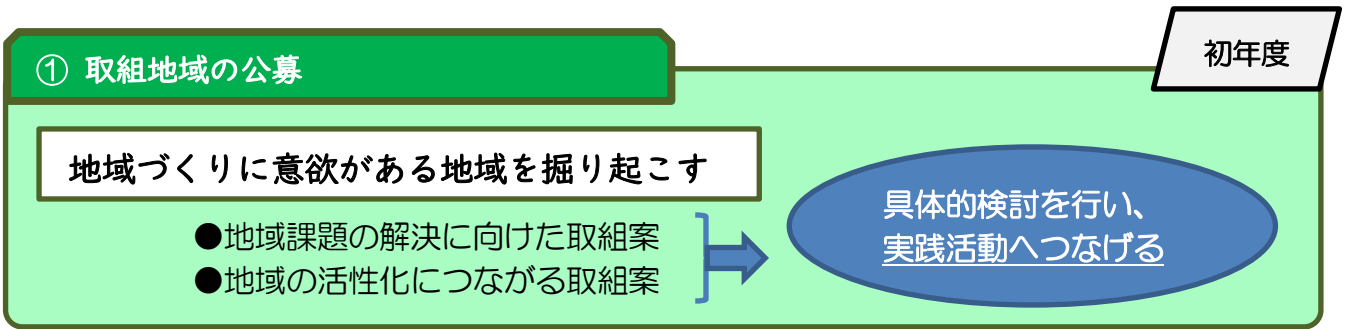 初年度
① 取組地域の公募
地域づくりに意欲がある地域を掘り起こす
●地域課題の解決に向けた取組案
●地域の活性化につながる取組案
具体的検討を行い、
実践活動へつなげる